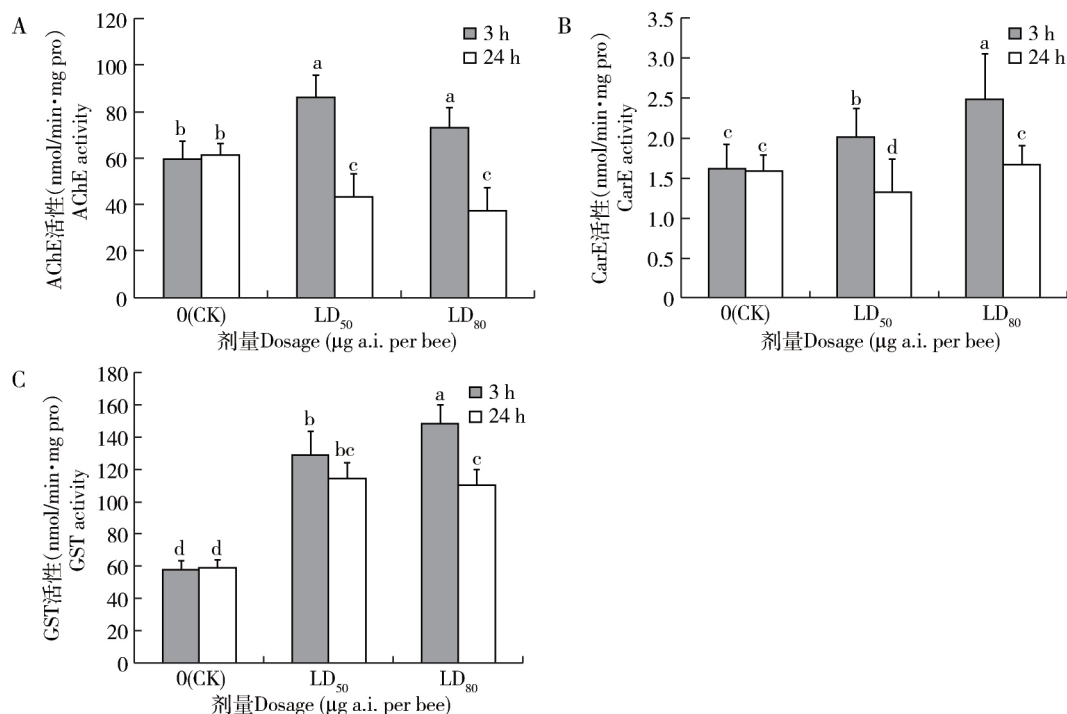 A
AChE活性(nmol/min·mg pro)
AChE activity
120
100
80
60
40
20
0
3 h
24 h
b
b
a
c
a
c
0(CK)
LD50
LD80
剂量Dosage (μg a.i. per bee)
B
CarE活性(nmol/min·mg pro)
CarE activity
3.5
3.0
2.5
2.0
1.5
1.0
0.5
0
3 h
24 h
c
c
b
d
a
c
0(CK)
LD50
LD80
剂量Dosage (μg a.i. per bee)
C
GST活性(nmol/min·mg pro)
GST activity
180
160
140
120
100
80
60
40
20
0
3 h
24 h
d
d
b
bc
a
c
0(CK)
LD50
LD80
剂量Dosage (μg a.i. per bee)